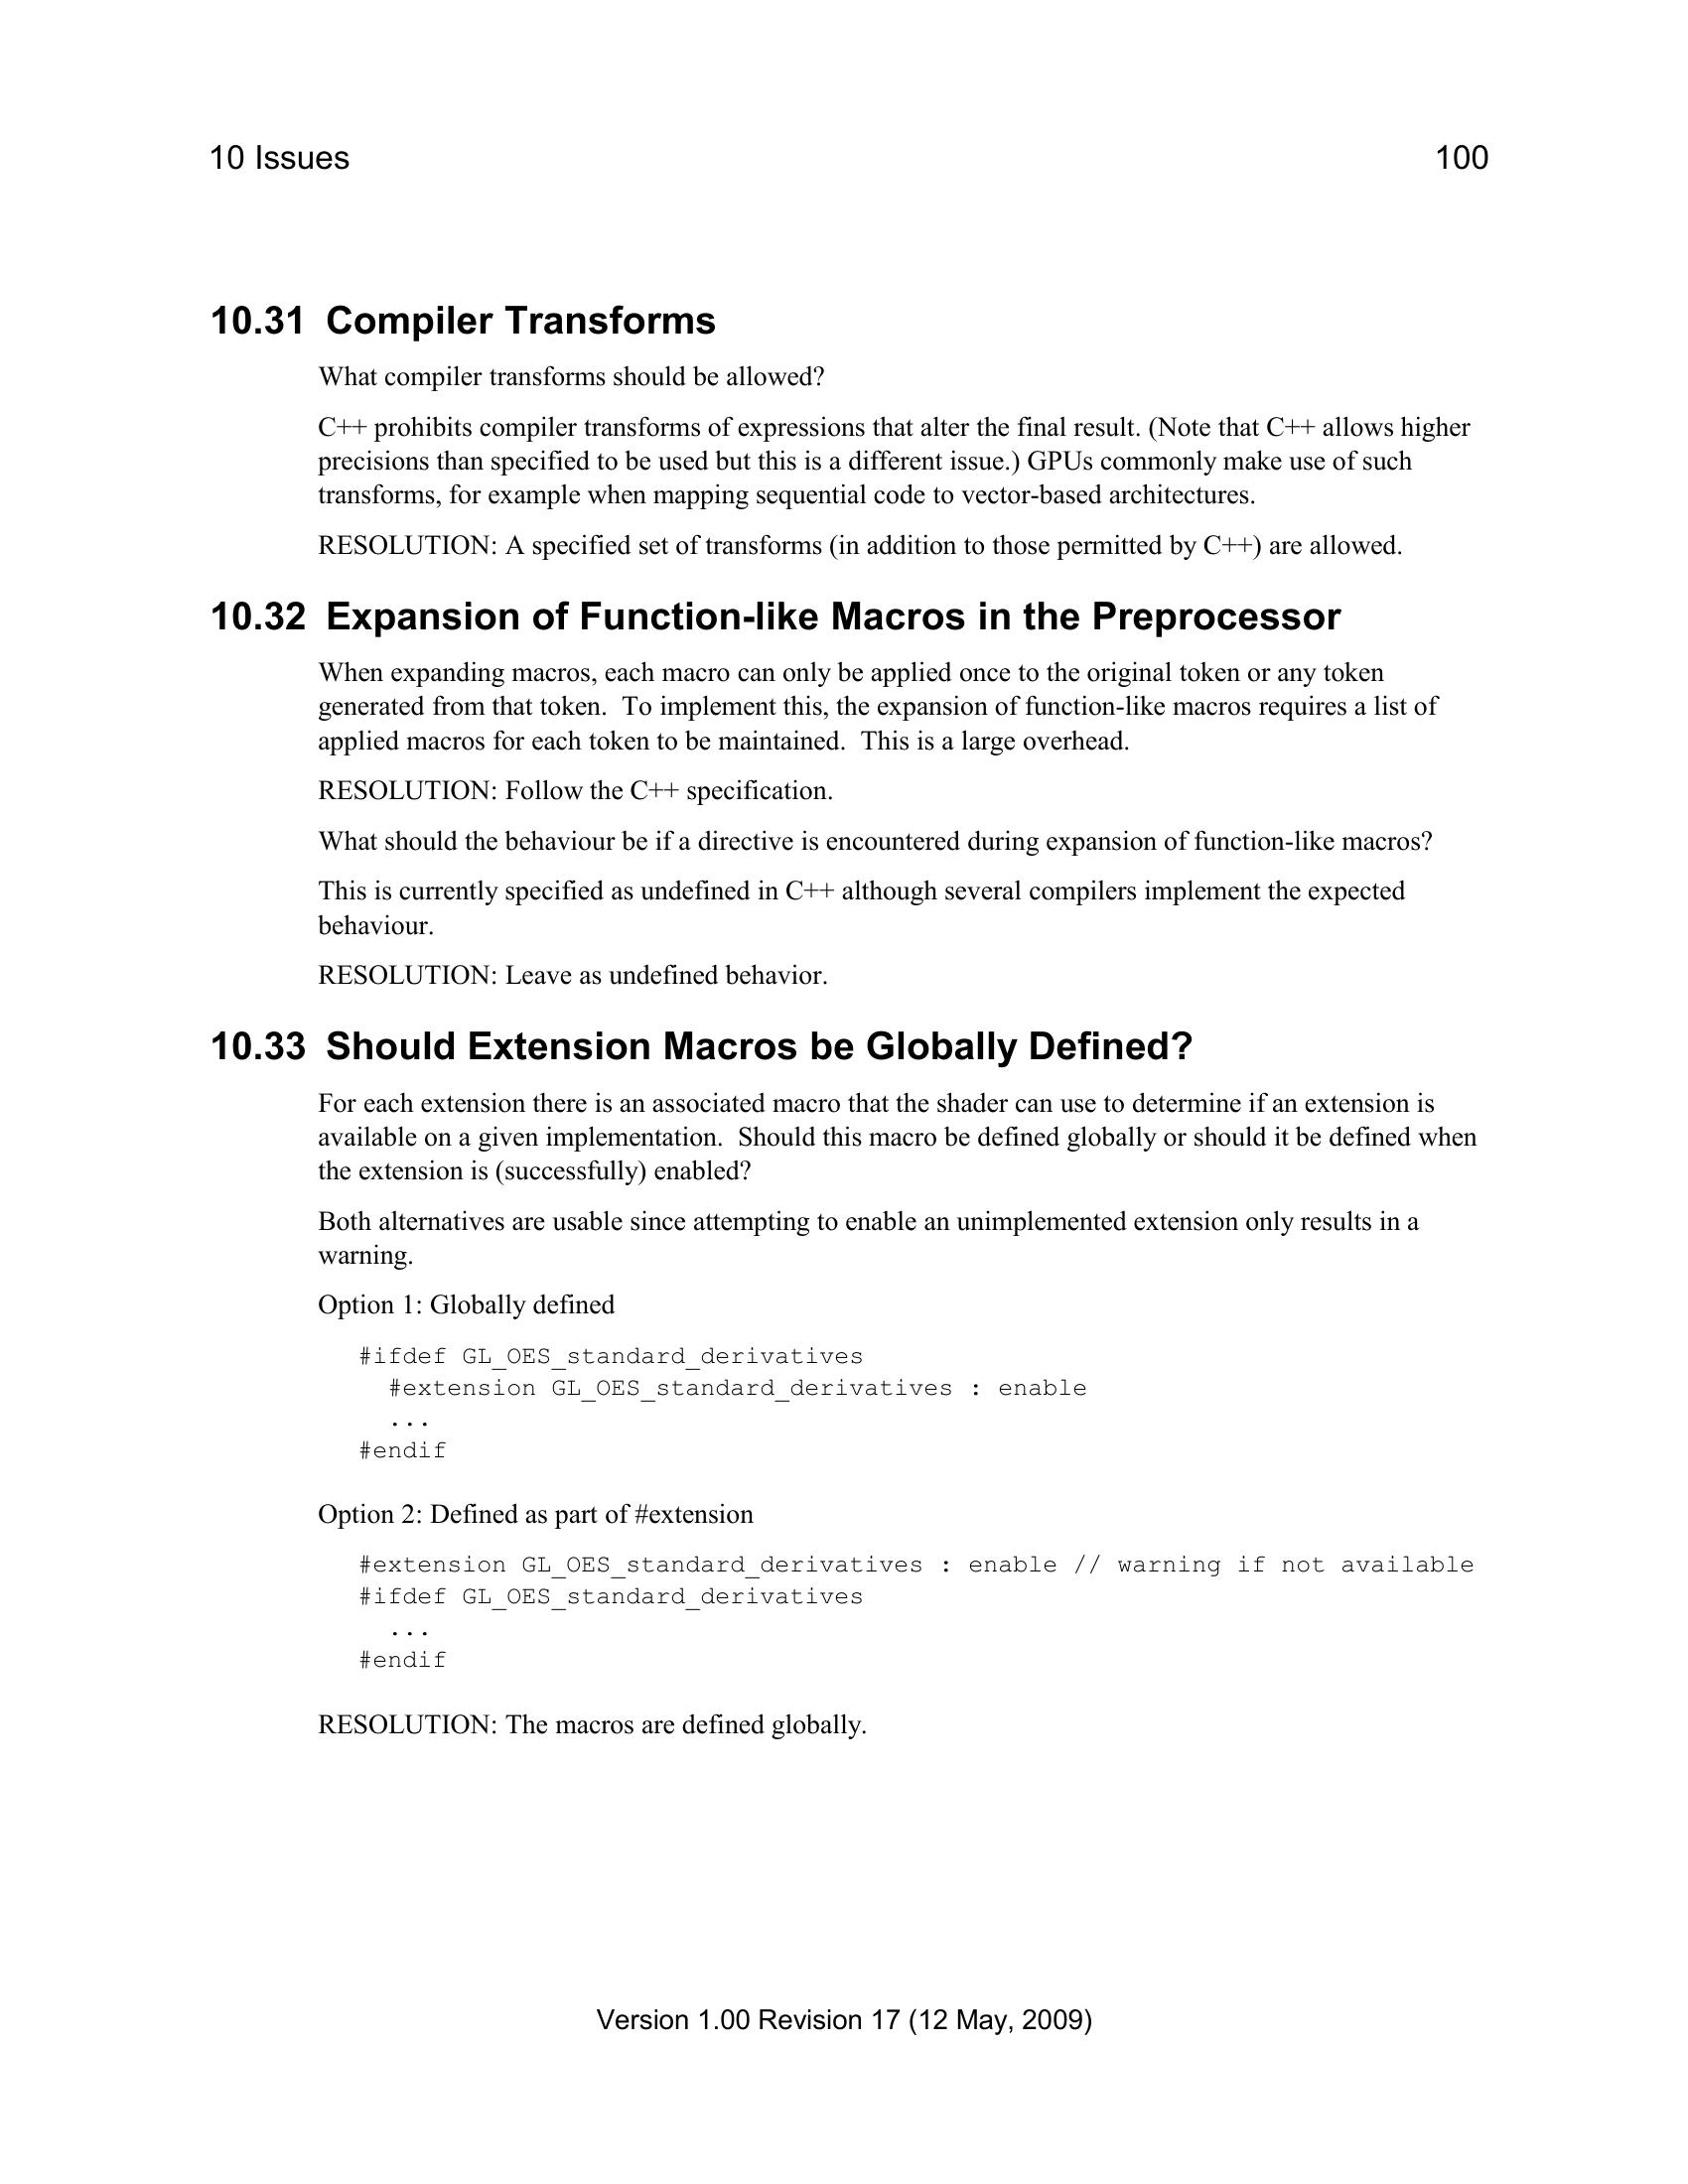 10 Issues 100
10.31 Compiler Transforms
What compiler transforms should be allowed?
C++ prohibits compiler transforms of expressions that alter the final result. (Note that C++ allows higher
precisions than specified to be used but this is a different issue.) GPUs commonly make use of such
transforms, for example when mapping sequential code to vector-based architectures.
RESOLUTION: A specified set of transforms (in addition to those permitted by C++) are allowed.
10.32 Expansion of Function-like Macros in the Preprocessor
When expanding macros, each macro can only be applied once to the original token or any token
generated from that token.  To implement this, the expansion of function-like macros requires a list of
applied macros for each token to be maintained.  This is a large overhead.
RESOLUTION: Follow the C++ specification.
What should the behaviour be if a directive is encountered during expansion of function-like macros?
This is currently specified as undefined in C++ although several compilers implement the expected
behaviour.
RESOLUTION: Leave as undefined behavior.
10.33 Should Extension Macros be Globally Defined?
For each extension there is an associated macro that the shader can use to determine if an extension is
available on a given implementation.  Should this macro be defined globally or should it be defined when
the extension is (successfully) enabled?
Both alternatives are usable since attempting to enable an unimplemented extension only results in a
warning.
Option 1: Globally defined
#ifdef GL_OES_standard_derivatives
  #extension GL_OES_standard_derivatives : enable
  ...
#endif
Option 2: Defined as part of #extension
#extension GL_OES_standard_derivatives : enable // warning if not available
#ifdef GL_OES_standard_derivatives
  ...
#endif
RESOLUTION: The macros are defined globally.
Version 1.00 Revision 17 (12 May, 2009)